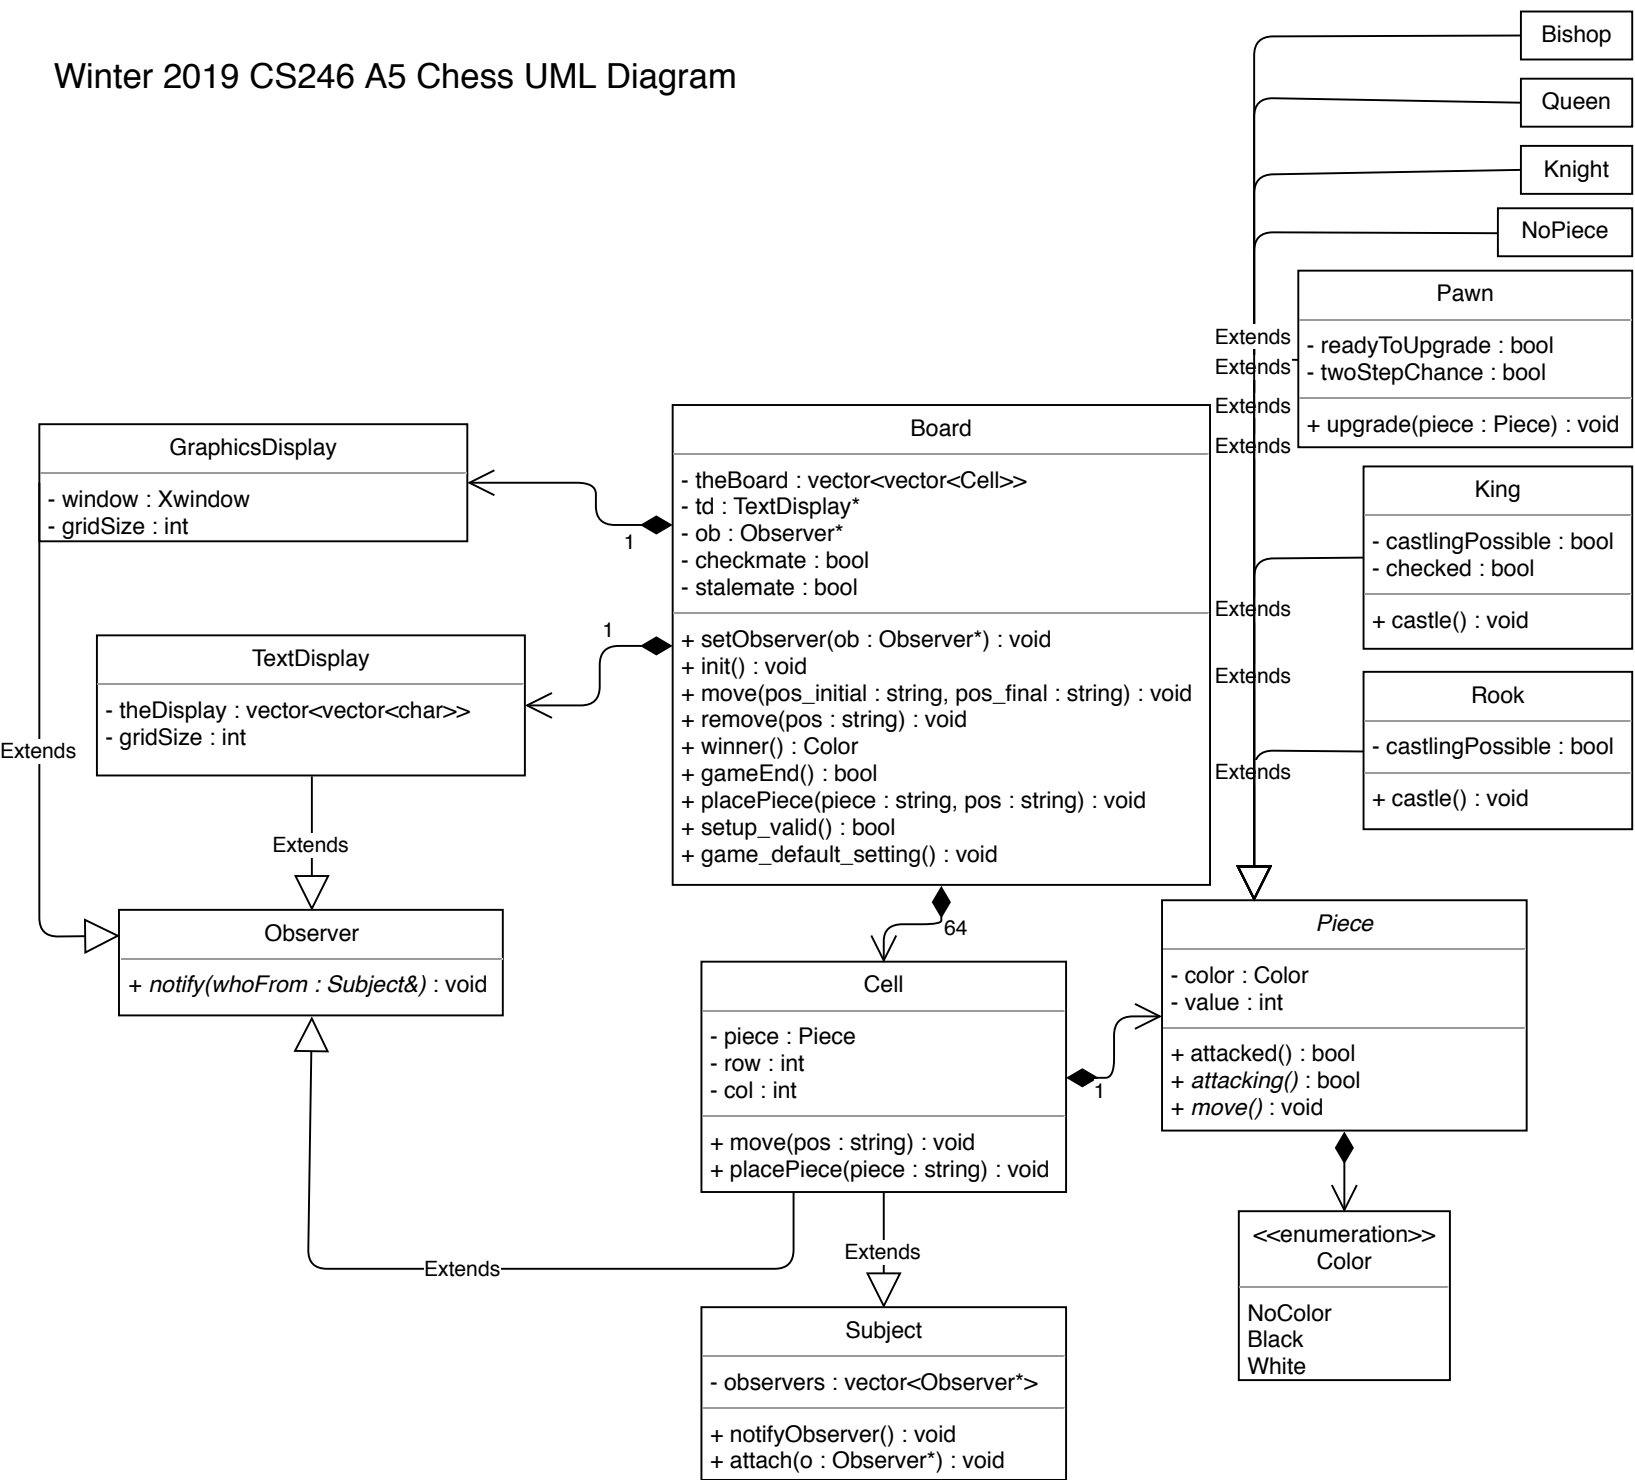 Winter 2019 CS246 A5 Chess UML Diagram
Bishop
Queen
Knight
NoPiece
Pawn
- readyToUpgrade : bool
- twoStepChance : bool
+ upgrade(piece : Piece) : void
Extends
Extends
Extends
Extends
King
- castlingPossible : bool
- checked : bool
+ castle() : void
Extends
Extends
Rook
- castlingPossible : bool
+ castle() : void
Extends
GraphicsDisplay
- window : Xwindow
- gridSize : int
1
Board
- theBoard : vector<vector<Cell>>
- td : TextDisplay*
- ob : Observer*
- checkmate : bool
- stalemate : bool
+ setObserver(ob : Observer*) : void
+ init() : void
+ move(pos_initial : string, pos_final : string) : void
+ remove(pos : string) : void
+ winner() : Color
+ gameEnd() : bool
+ placePiece(piece : string, pos : string) : void
+ setup_valid() : bool
+ game_default_setting() : void
1
TextDisplay
- theDisplay : vector<vector<char>>
- gridSize : int
Extends
Extends
Observer
+ notify(whoFrom : Subject&) : void
64
Cell
- piece : Piece
- row : int
- col : int
+ move(pos : string) : void
+ placePiece(piece : string) : void
1
Piece
- color : Color
- value : int
+ attacked() : bool
+ attacking() : bool
+ move() : void
<<enumeration>>
Color
NoColor
Black
White
Extends
Extends
Subject
- observers : vector<Observer*>
+ notifyObserver() : void
+ attach(o : Observer*) : void